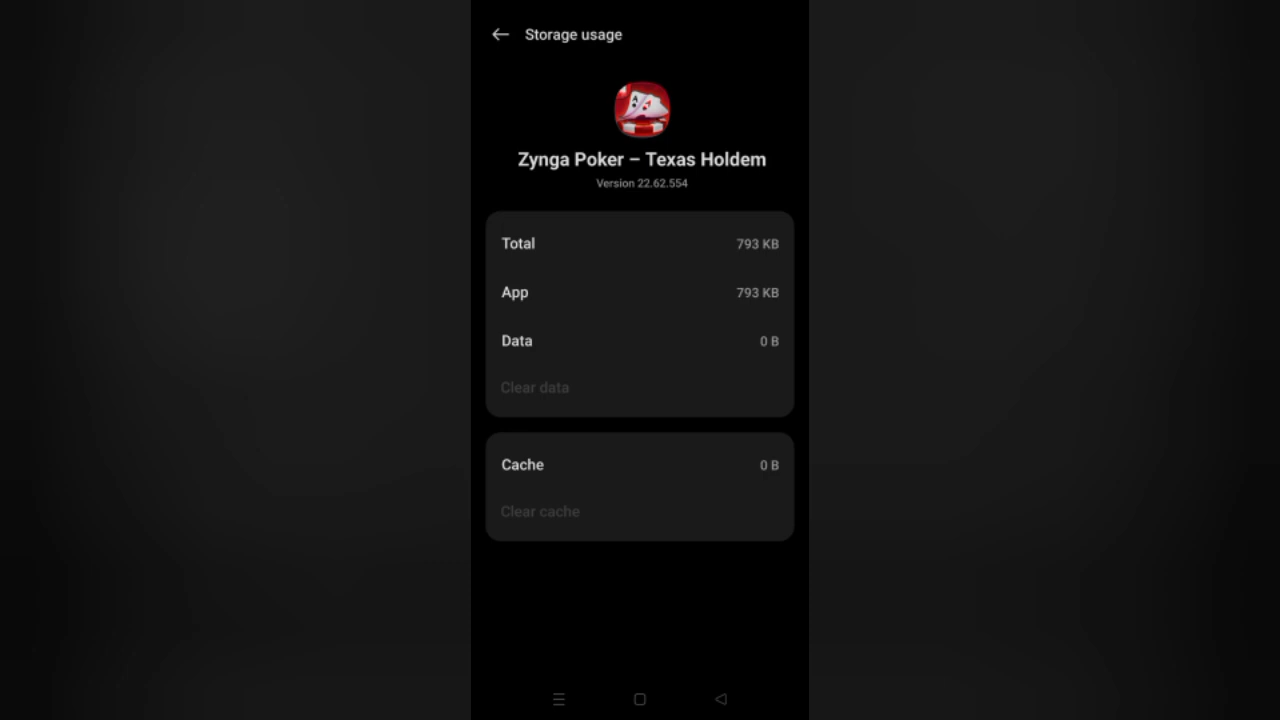 Storage usage
Zynga Poker – Texas Holdem
Version 22.62.554
Total 793 KB
App 793 KB
Data 0 B
Clear data
Cache 0 B
Clear cache